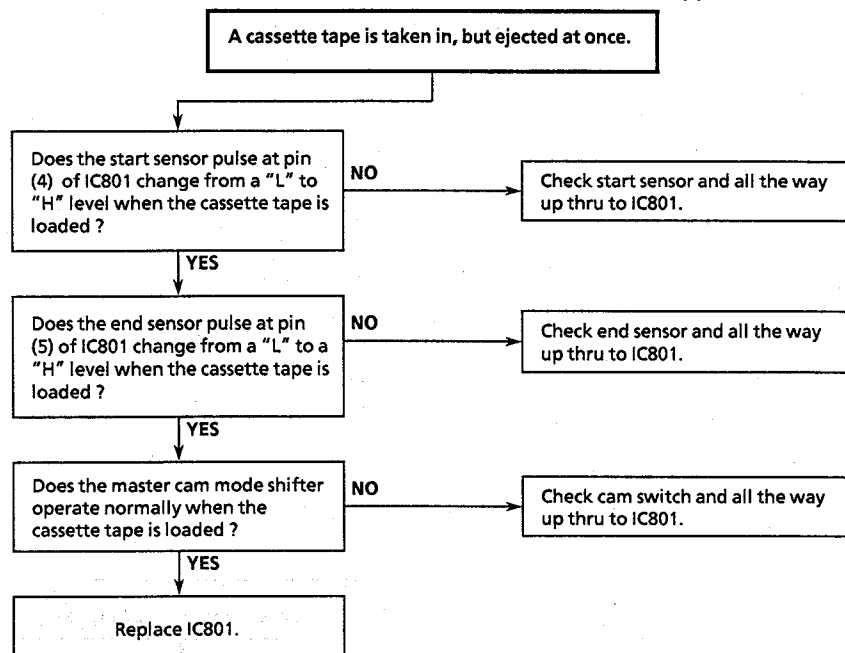 A cassette tape is taken in, but ejected at once.
Does the start sensor pulse at pin
(4) of IC801 change from a "L" to
"H" level when the cassette tape is
loaded ?
NO
Check start sensor and all the way
up thru to IC801.
YES
Does the end sensor pulse at pin
(5) of IC801 change from a "L" to a
"H" level when the cassette tape is
loaded ?
NO
Check end sensor and all the way
up thru to IC801.
YES
Does the master cam mode shifter
operate normally when the
cassette tape is loaded ?
NO
Check cam switch and all the way
up thru to IC801.
YES
Replace IC801.